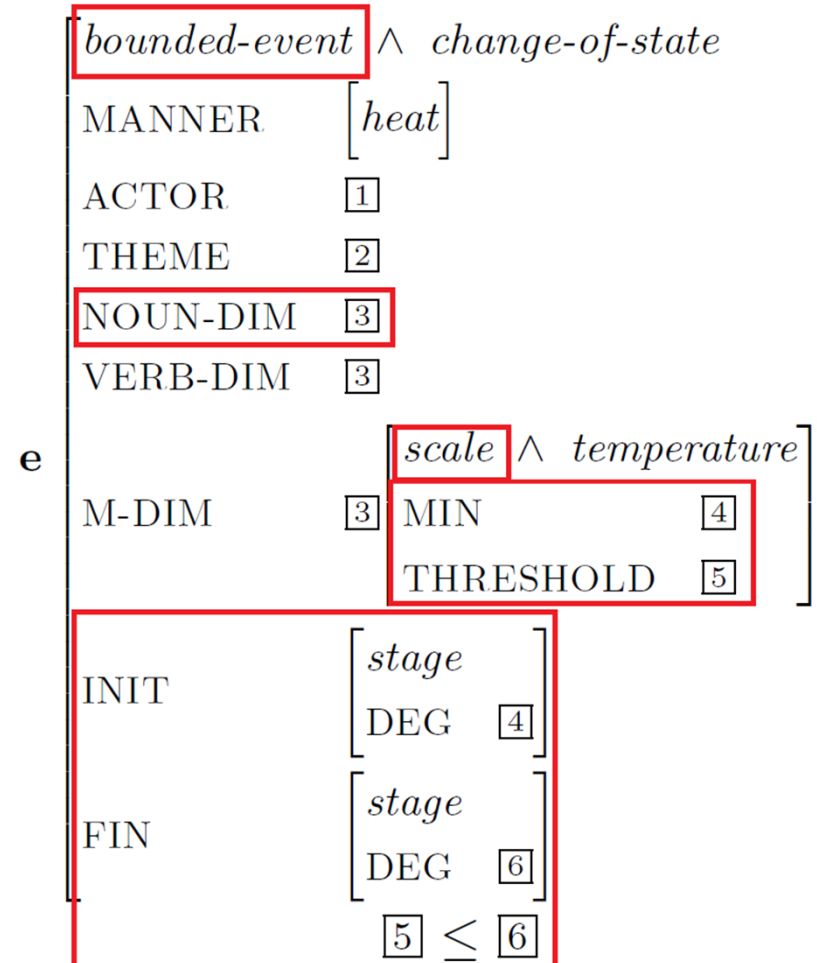 bounded-event ∧ change-of-state
MANNER [heat]
ACTOR 1
THEME 2
NOUN-DIM 3
VERB-DIM 3
scale ∧ temperature
e M-DIM 3 MIN 4
THRESHOLD 5
stage
INIT
DEG 4
stage
FIN
DEG 6
5 ≤ 6